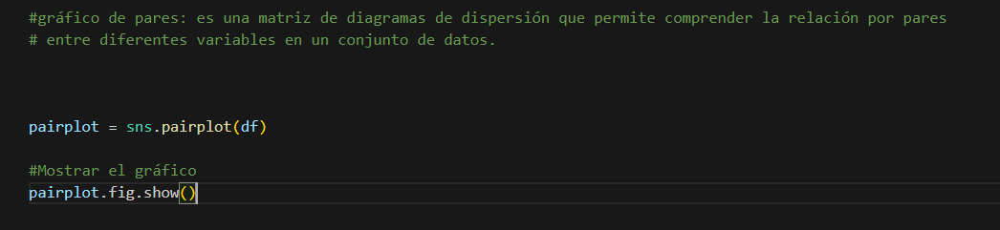 #gráfico de pares: es una matriz de diagramas de dispersión que permite comprender la relación por pares
# entre diferentes variables en un conjunto de datos.
pairplot = sns.pairplot(df)
#Mostrar el gráfico
pairplot.fig.show()